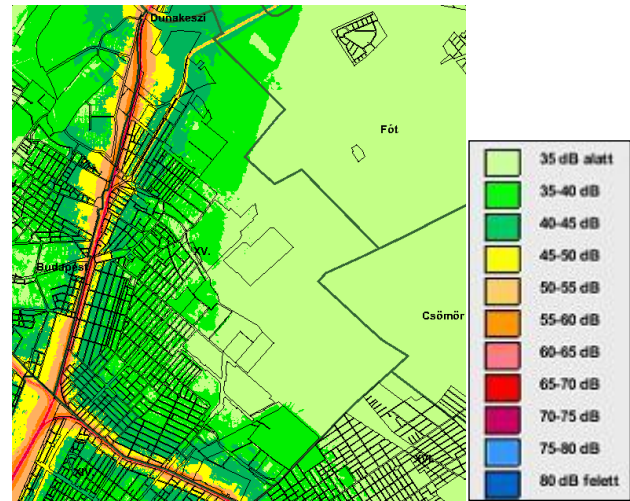 Dunakeszi
Fót
XV.
Budapest
Csömör
XIV.
XVI.
35 dB alatt
35-40 dB
40-45 dB
45-50 dB
50-55 dB
55-60 dB
60-65 dB
65-70 dB
70-75 dB
75-80 dB
80 dB felett